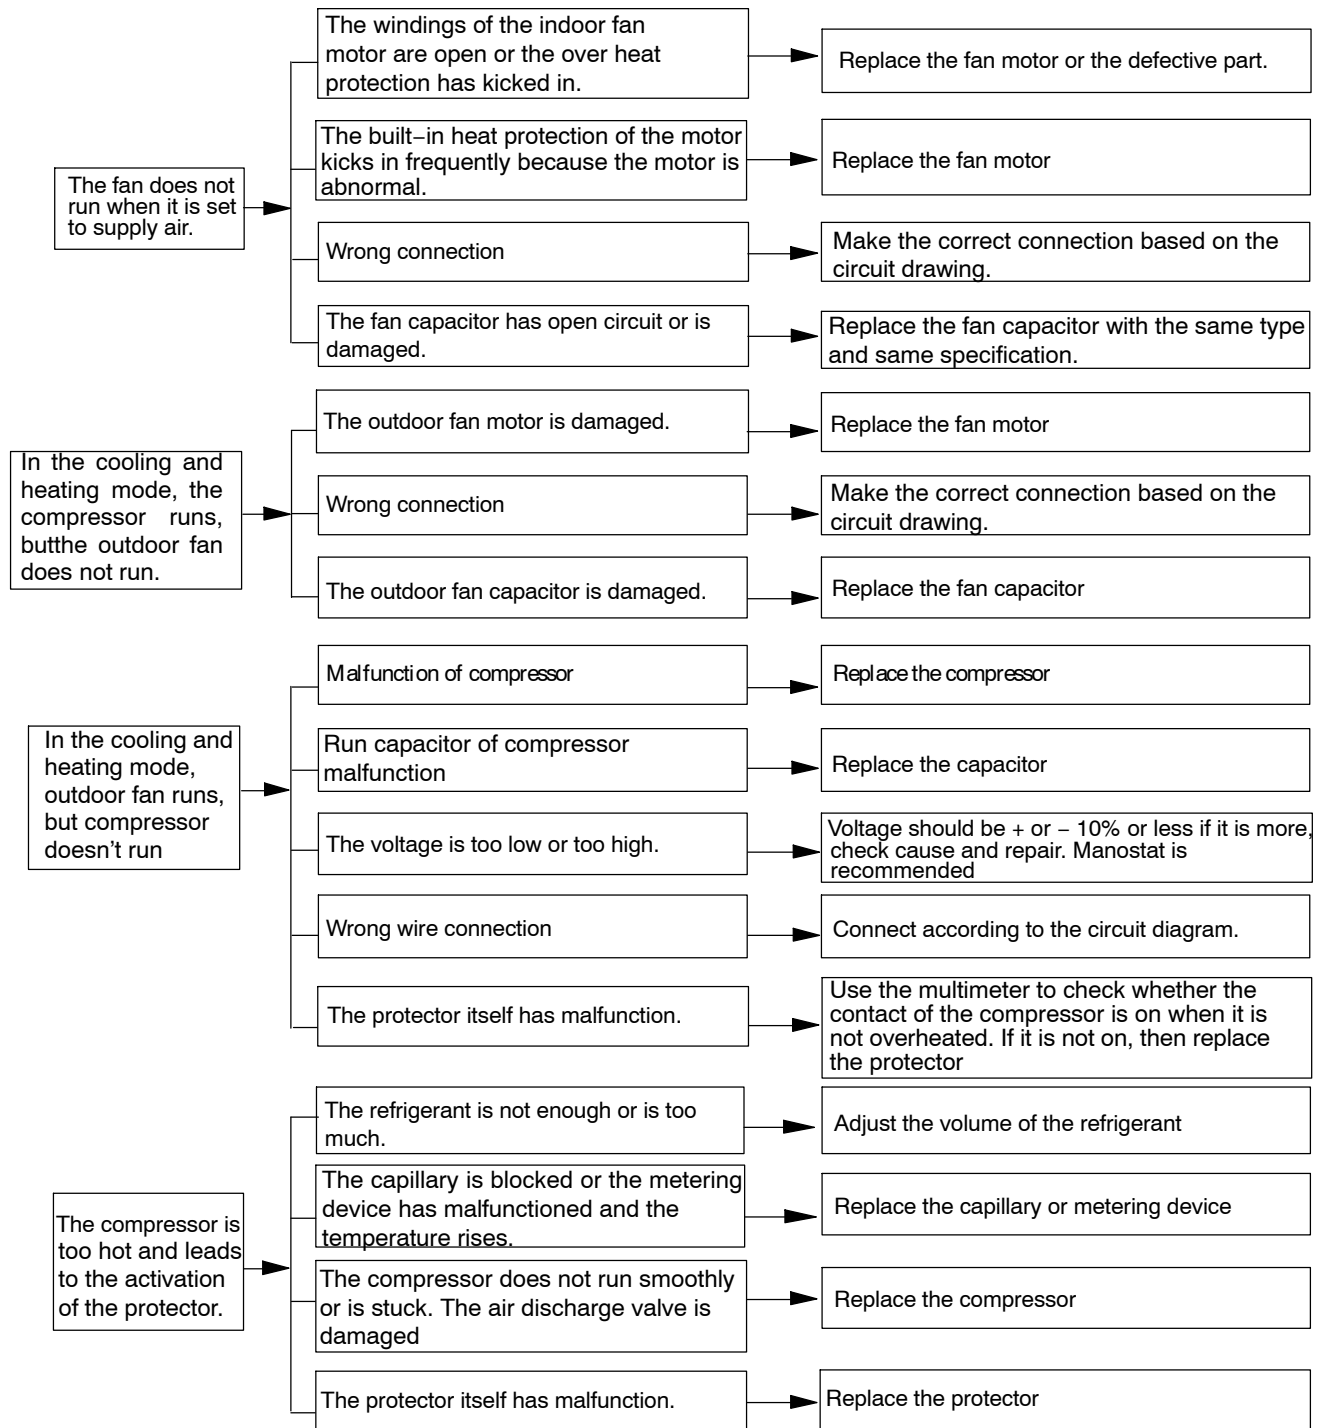 The windings of the indoor fan
motor are open or the over heat
protection has kicked in.
Replace the fan motor or the defective part.
The built−in heat protection of the motor
kicks in frequently because the motor is
abnormal.
Replace the fan motor
The fan does not
run when it is set
to supply air.
Wrong connection
Make the correct connection based on the
circuit drawing.
The fan capacitor has open circuit or is
damaged.
Replace the fan capacitor with the same type
and same specification.
The outdoor fan motor is damaged.
Replace the fan motor
In the cooling and
heating mode, the
compressor runs,
butthe outdoor fan
does not run.
Wrong connection
Make the correct connection based on the
circuit drawing.
The outdoor fan capacitor is damaged.
Replace the fan capacitor
Malfunction of compressor
Replace the compressor
In the cooling and
heating mode,
outdoor fan runs,
but compressor
doesn't run
Run capacitor of compressor
malfunction
Replace the capacitor
The voltage is too low or too high.
Voltage should be + or − 10% or less if it is more,
check cause and repair. Manostat is
recommended
Wrong wire connection
Connect according to the circuit diagram.
The protector itself has malfunction.
Use the multimeter to check whether the
contact of the compressor is on when it is
not overheated. If it is not on, then replace
the protector
The refrigerant is not enough or is too
much.
Adjust the volume of the refrigerant
The capillary is blocked or the metering
device has malfunctioned and the
temperature rises.
Replace the capillary or metering device
The compressor is
too hot and leads
to the activation
of the protector.
The compressor does not run smoothly
or is stuck. The air discharge valve is
damaged
Replace the compressor
The protector itself has malfunction.
Replace the protector